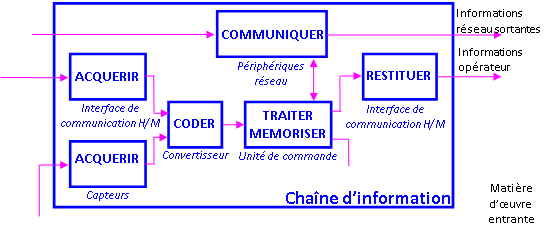 COMMUNIQUER
Informations
réseau sortantes
Périphériques
réseau
Informations
opérateur
ACQUERIR
RESTITUER
Interface de
communication H/M
CODER
TRAITER
MEMORISER
Interface de
communication H/M
Convertisseur
Unité de commande
ACQUERIR
Capteurs
Chaîne d'information
Matière
d'œuvre
entrante